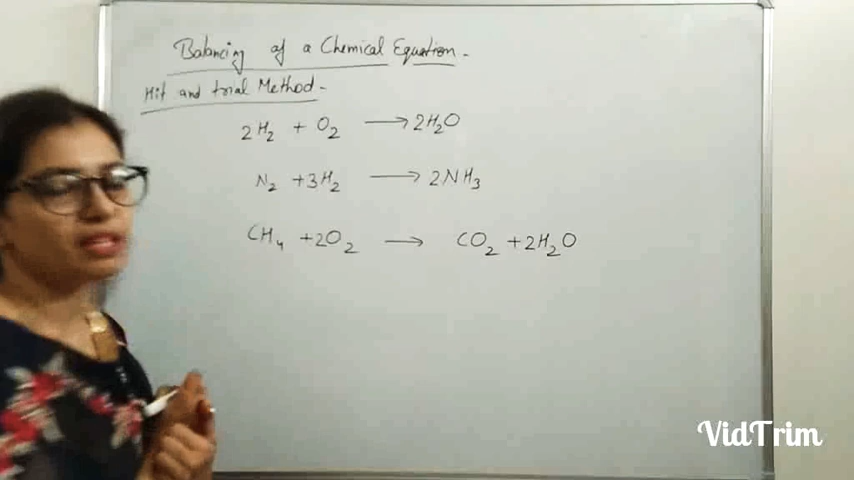 Balancing of a Chemical Equation.
Hit and trial Method.
2H₂ + O₂ ⟶ 2H₂O
N₂ + 3H₂ ⟶ 2NH₃
CH₄ + 2O₂ ⟶ CO₂ + 2H₂O
VidTrim